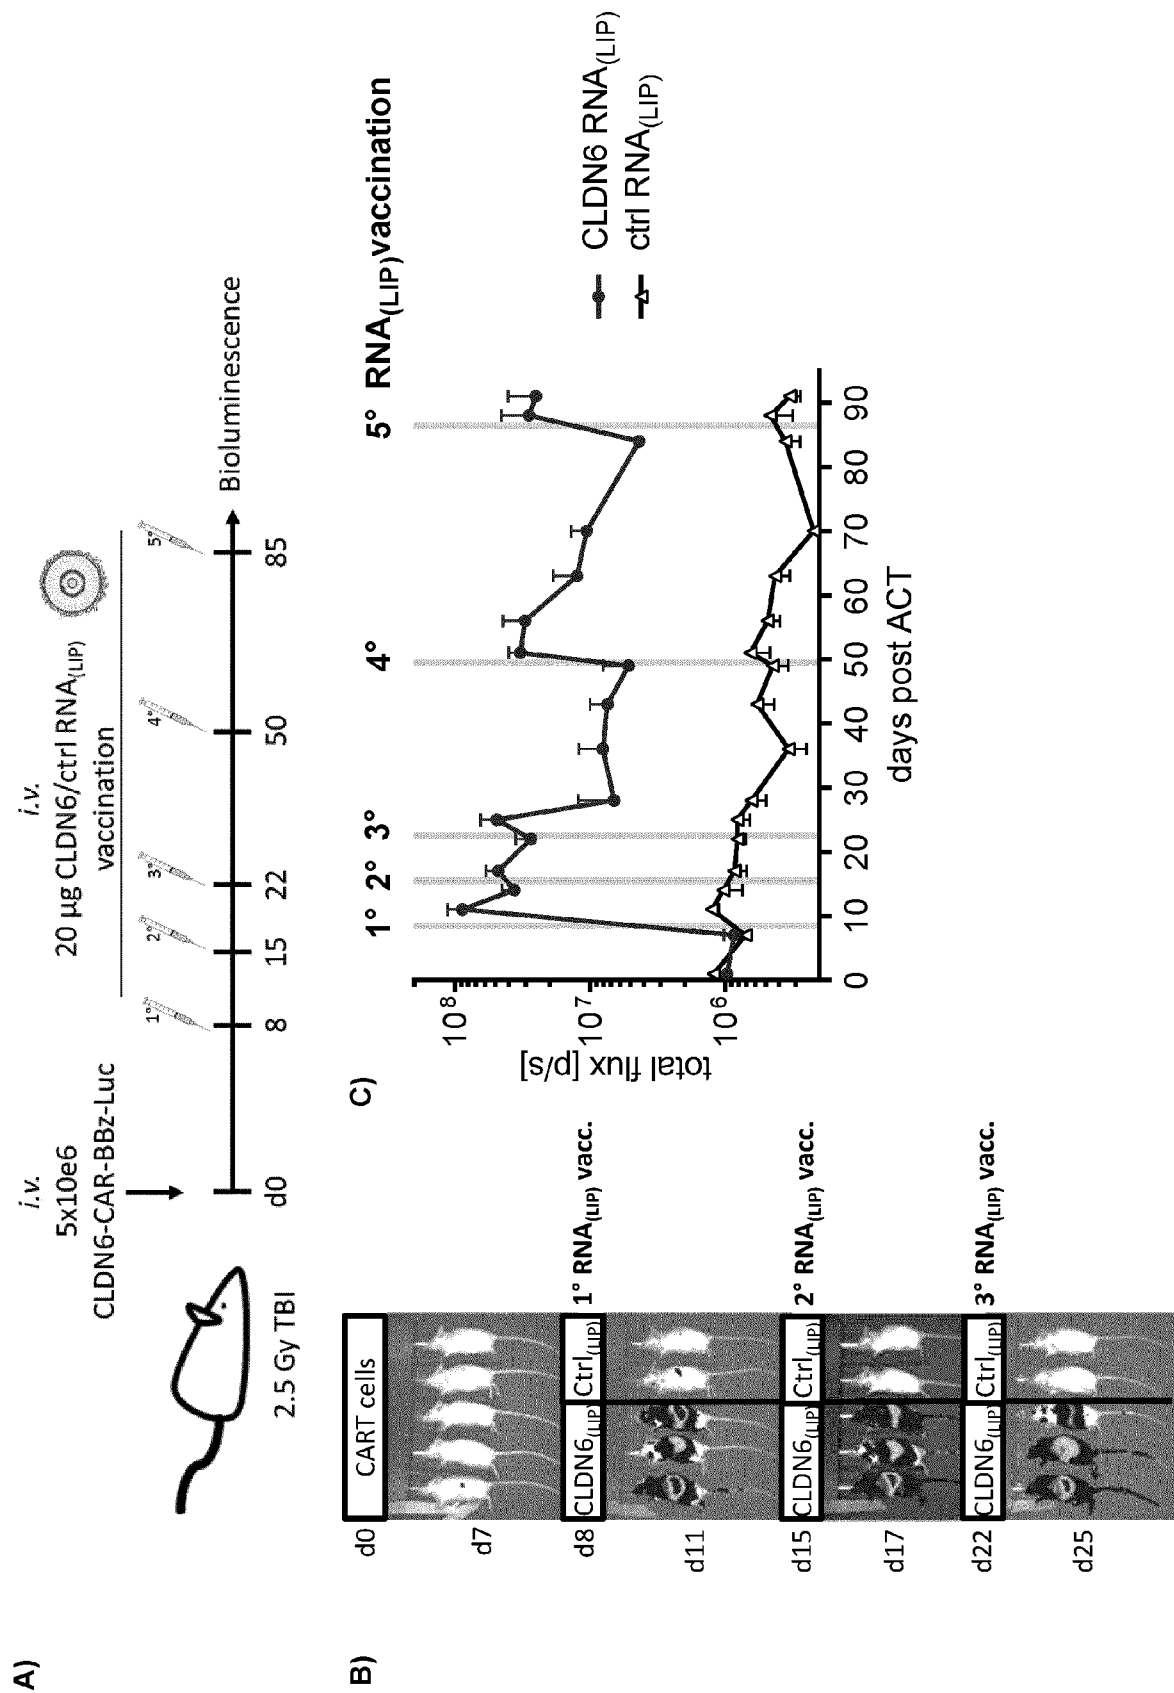 A)
i.v.
5x10e6
CLDN6-CAR-BBz-Luc
i.v.
20 µg CLDN6/ctrl RNA(LIP)
vaccination
1°
2°
3°
4°
5°
2.5 Gy TBI
d0
8
15
22
50
85
Bioluminescence
B)
d0
CART cells
d7
d8
CLDN6(LIP)
Ctrl(LIP)
1° RNA(LIP) vacc.
d11
d15
CLDN6(LIP)
Ctrl(LIP)
2° RNA(LIP) vacc.
d17
d22
CLDN6(LIP)
Ctrl(LIP)
3° RNA(LIP) vacc.
d25
C)
1°
2°
3°
4°
5° RNA(LIP)vaccination
total flux [p/s]
10⁸
10⁷
10⁶
0
10
20
30
40
50
60
70
80
90
days post ACT
CLDN6 RNA(LIP)
ctrl RNA(LIP)